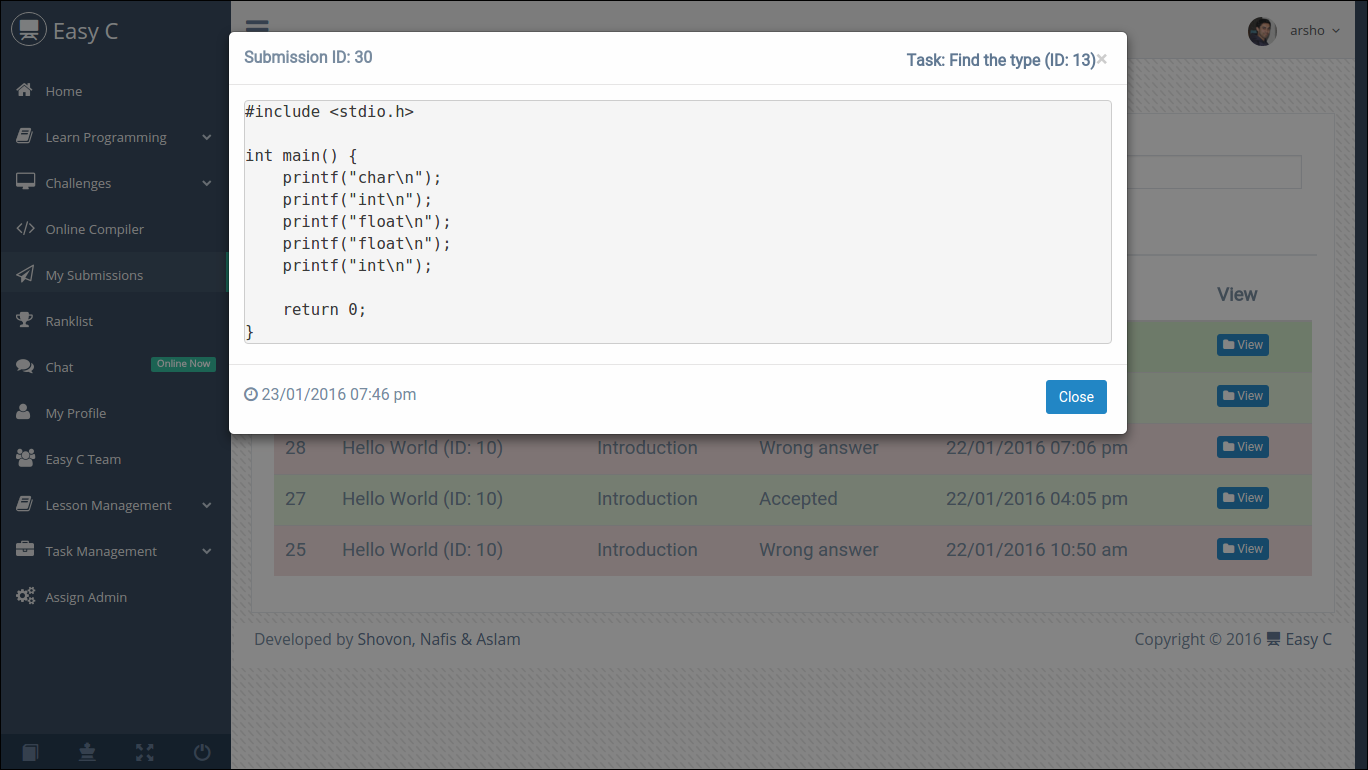 Easy C
arsho
Home
Learn Programming
Challenges
Online Compiler
My Submissions
Ranklist
Chat
Online Now
My Profile
Easy C Team
Lesson Management
Task Management
Assign Admin
Submission ID: 30
Task: Find the type (ID: 13)×
#include <stdio.h>
int main() {
    printf("char\n");
    printf("int\n");
    printf("float\n");
    printf("float\n");
    printf("int\n");
    return 0;
}
23/01/2016 07:46 pm
Close
View
View
View
28 Hello World (ID: 10) Introduction Wrong answer 22/01/2016 07:06 pm View
27 Hello World (ID: 10) Introduction Accepted 22/01/2016 04:05 pm View
25 Hello World (ID: 10) Introduction Wrong answer 22/01/2016 10:50 am View
Developed by Shovon, Nafis & Aslam
Copyright © 2016 Easy C